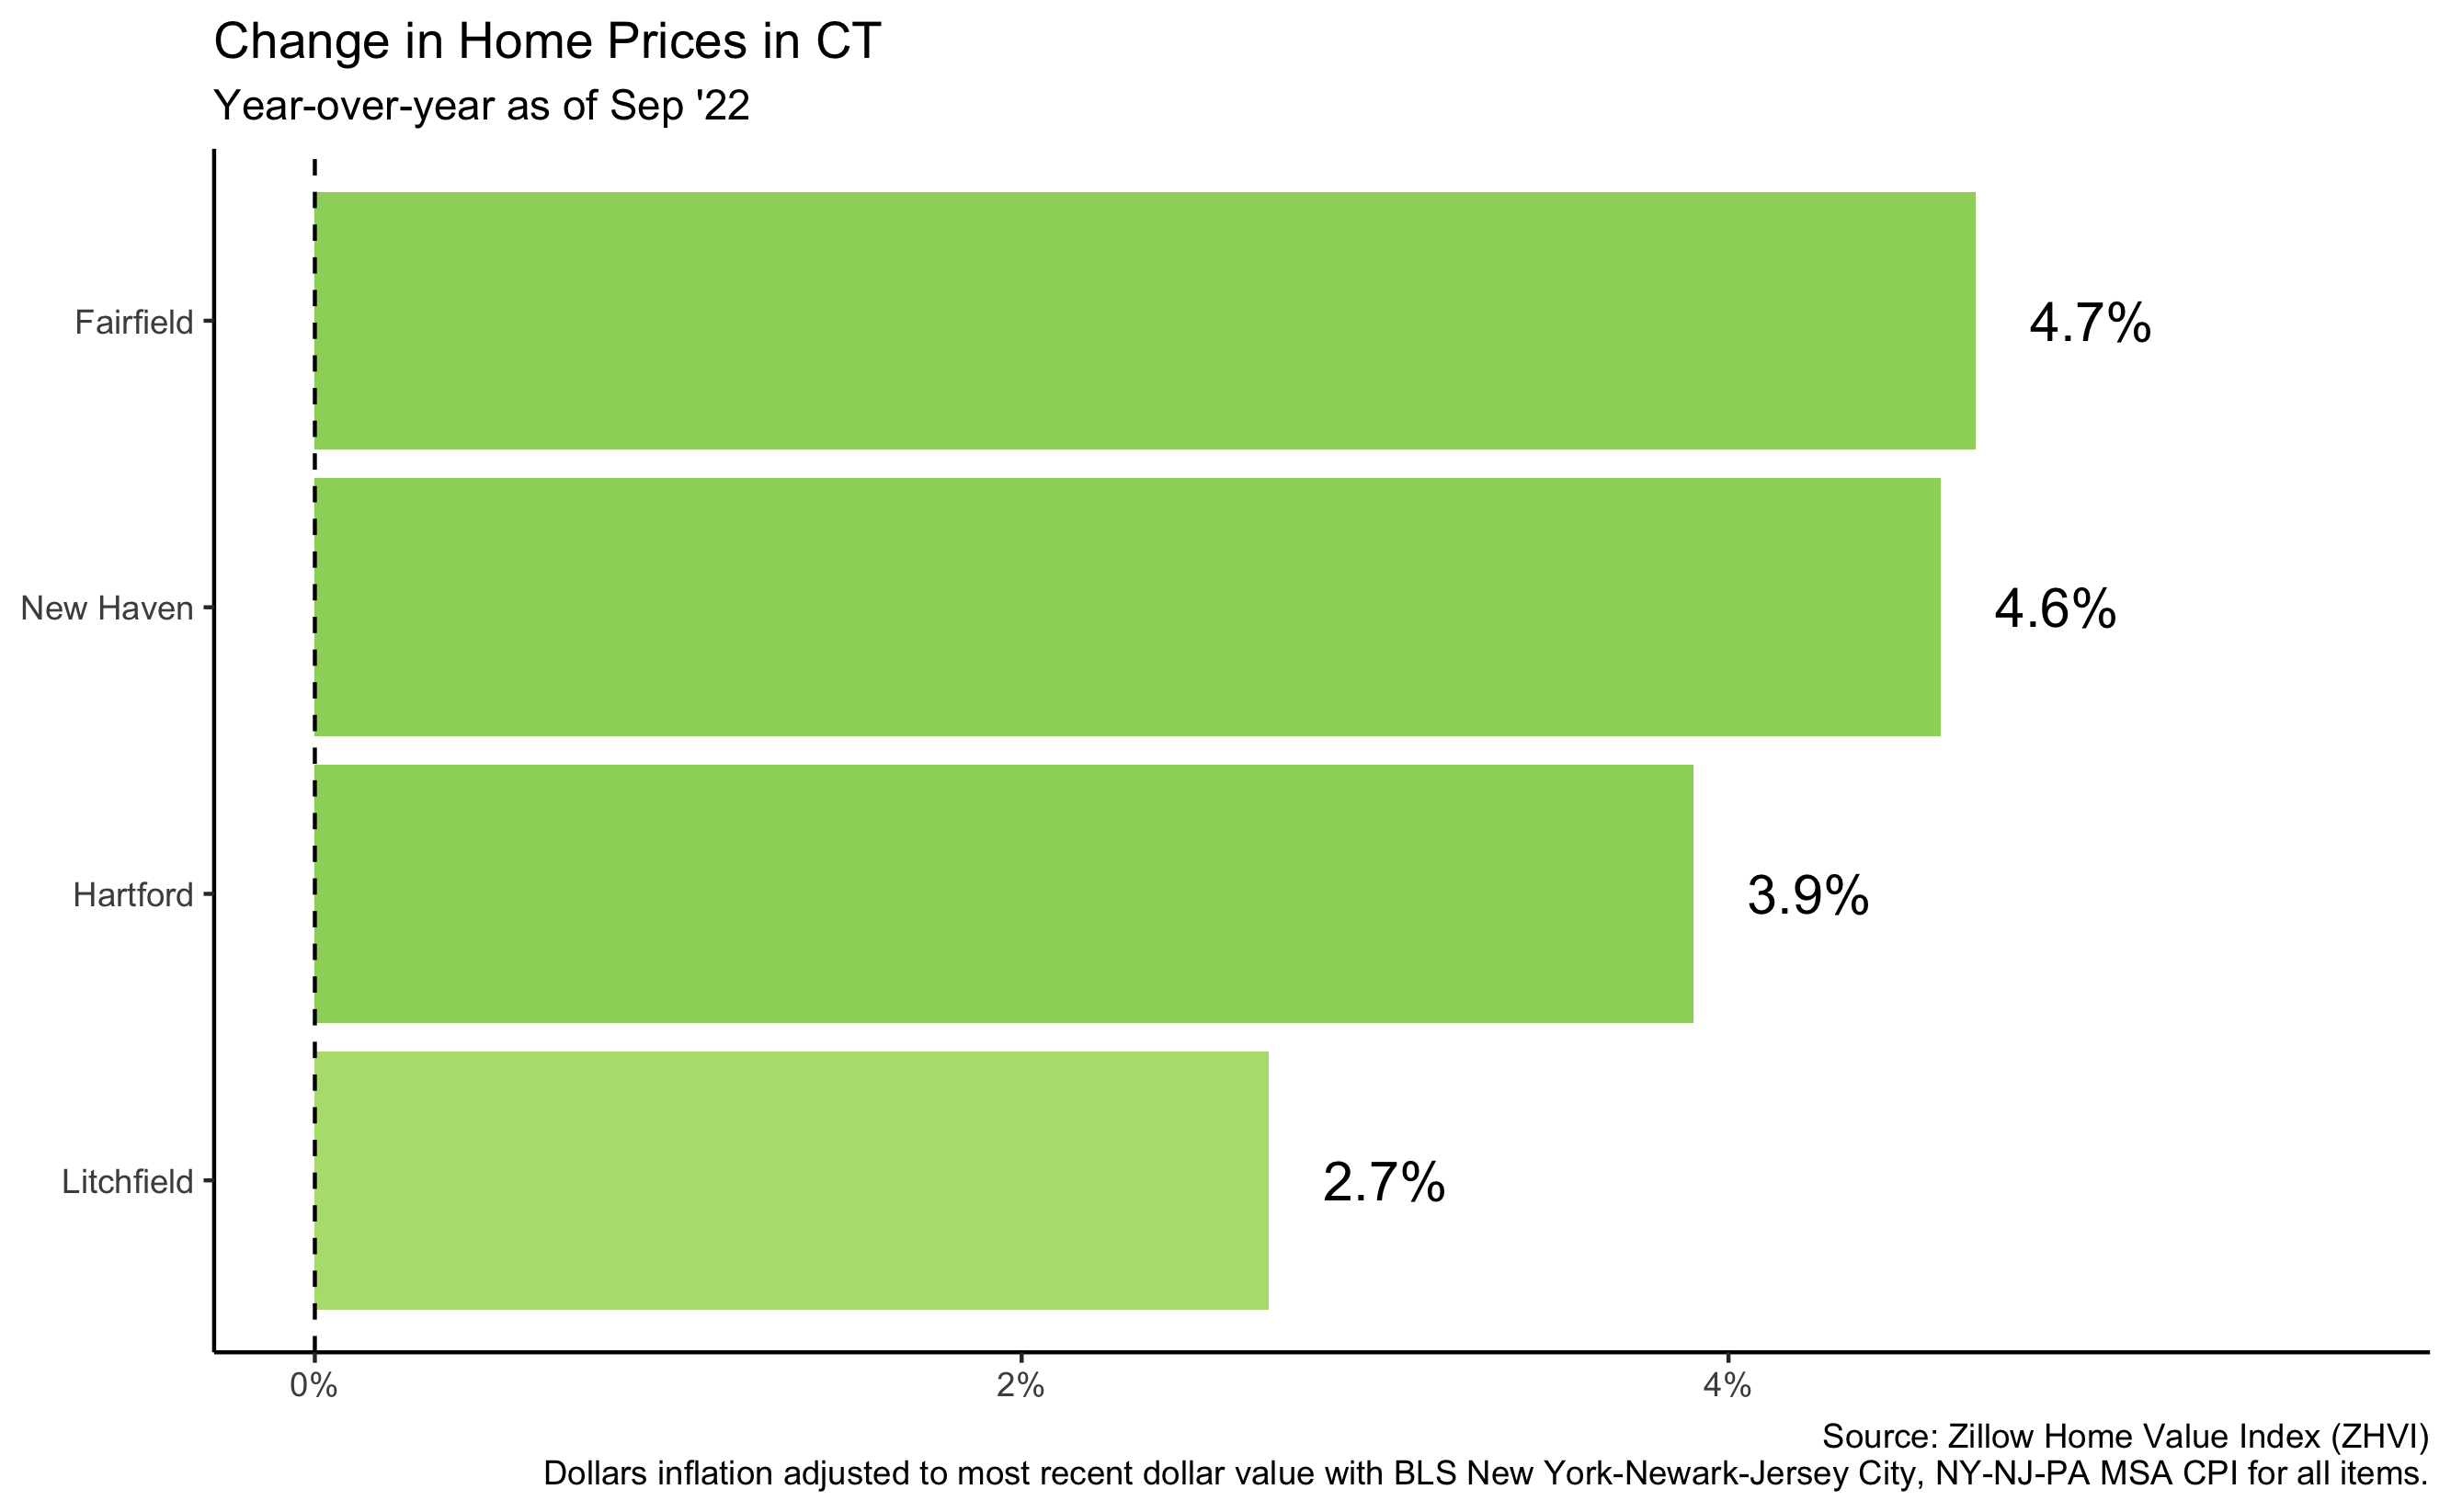 Change in Home Prices in CT
Year-over-year as of Sep '22
Fairfield
4.7%
New Haven
4.6%
Hartford
3.9%
Litchfield
2.7%
0%
2%
4%
Source: Zillow Home Value Index (ZHVI)
Dollars inflation adjusted to most recent dollar value with BLS New York-Newark-Jersey City, NY-NJ-PA MSA CPI for all items.